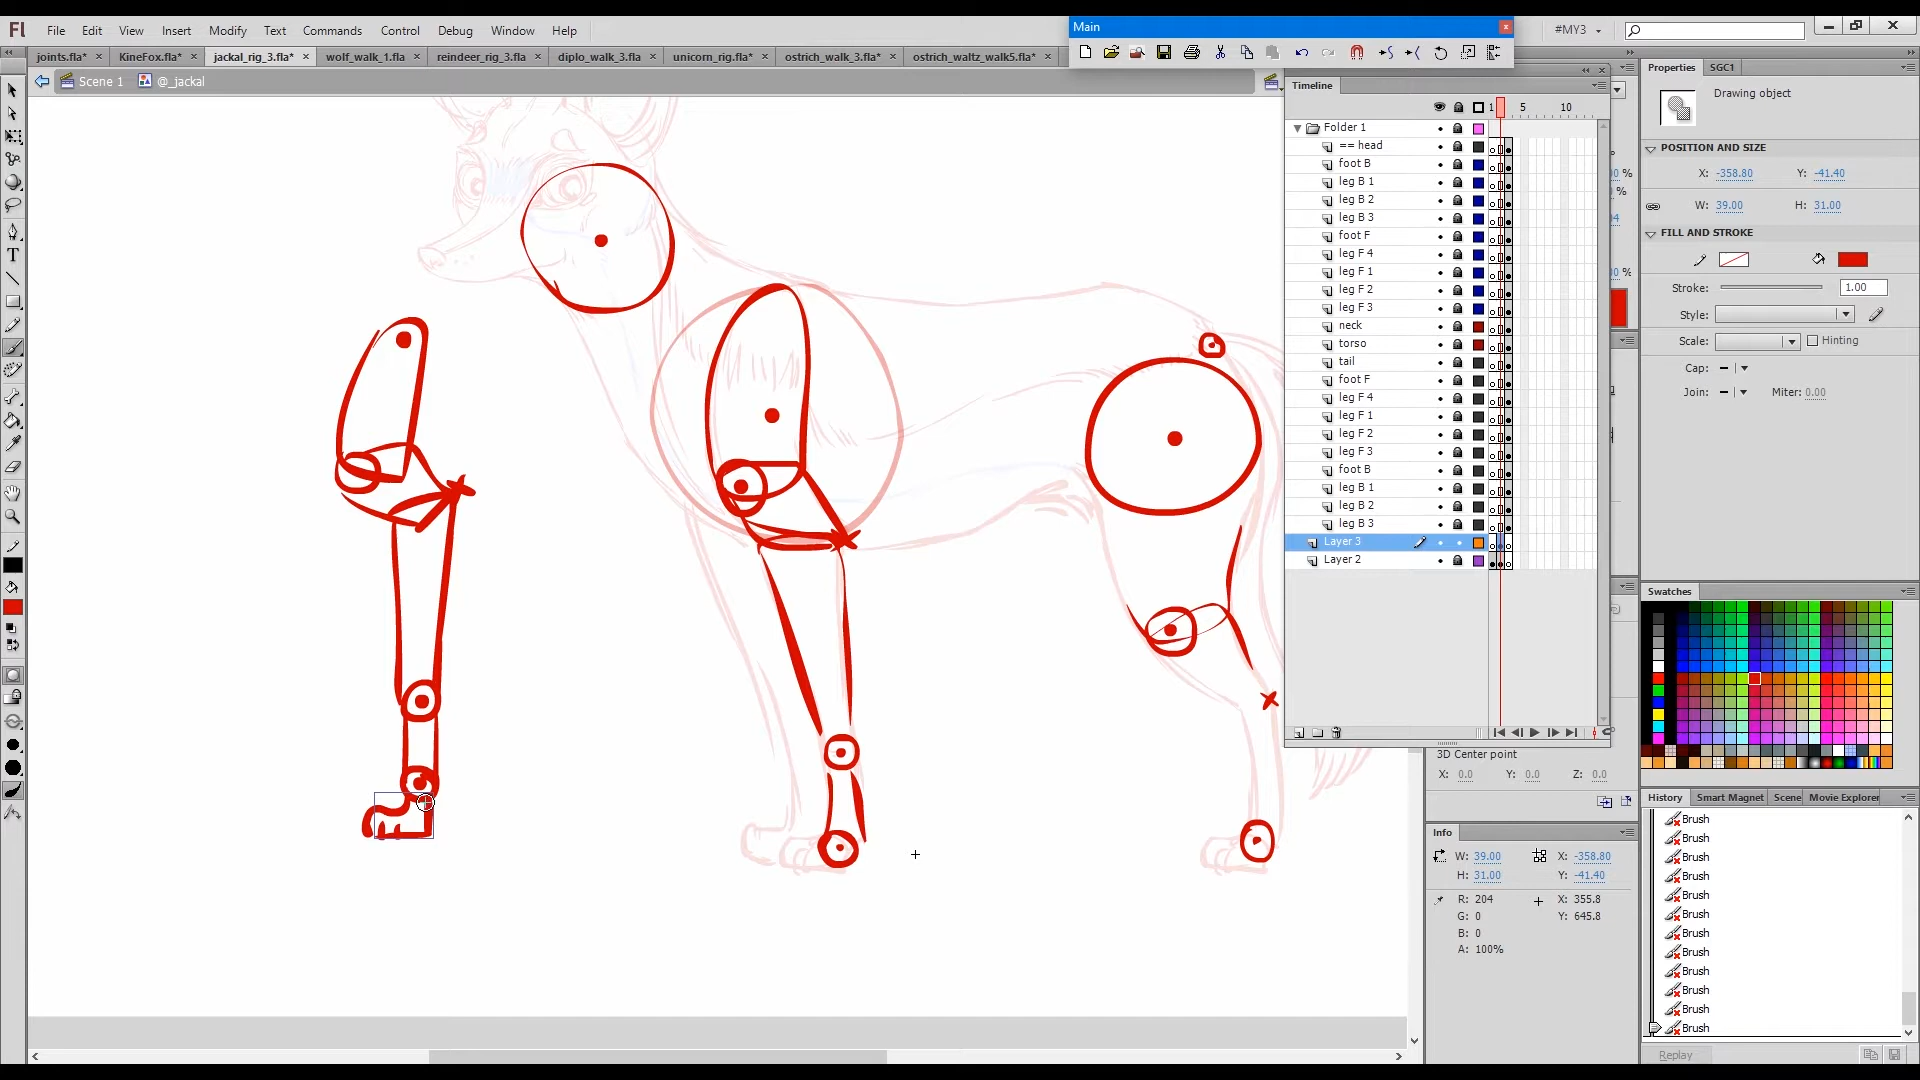 Fl File Edit View Insert Modify Text Commands Control Debug Window Help
Main
#MY3
joints.fla* × KineFox.fla* × jackal_rig_3.fla* × wolf_walk_1.fla × reindeer_rig_3.fla × diplo_walk_3.fla × unicorn_rig.fla* × ostrich_walk_3.fla* × ostrich_waltz_walk5.fla* ×
Scene 1 @_jackal
Timeline
1 5 10
Folder 1
== head
foot B
leg B 1
leg B 2
leg B 3
foot F
leg F 4
leg F 1
leg F 2
leg F 3
neck
torso
tail
foot F
leg F 4
leg F 1
leg F 2
leg F 3
foot B
leg B 1
leg B 2
leg B 3
Layer 3
Layer 2
3D Center point
X: 0.0 Y: 0.0 Z: 0.0
Info
W: 39.00 X: -358.80
H: 31.00 Y: -41.40
R: 204 X: 355.8
G: 0 Y: 645.8
B: 0
A: 100%
Properties SGC1
Drawing object
POSITION AND SIZE
X: -358.80 Y: -41.40
W: 39.00 H: 31.00
FILL AND STROKE
Stroke: 1.00
Style:
Scale: Hinting
Cap:
Join: Miter: 0.00
Swatches
History Smart Magnet Scene Movie Explorer
Brush
Brush
Brush
Brush
Brush
Brush
Brush
Brush
Brush
Brush
Brush
Brush
Replay